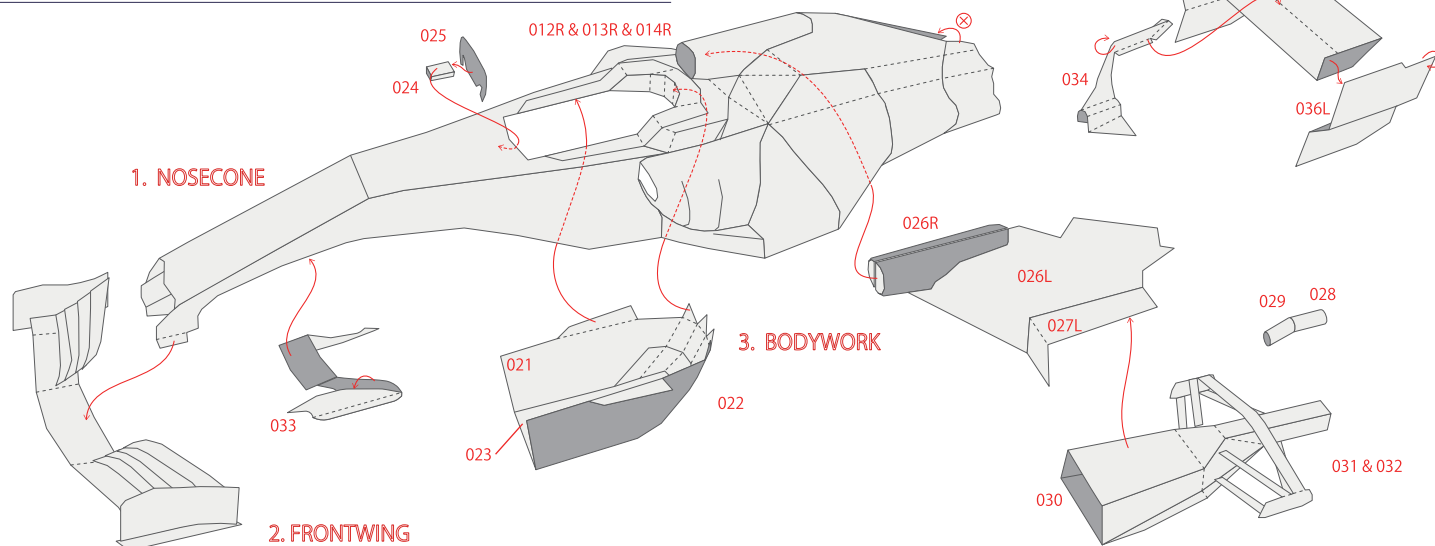 025
012R & 013R & 014R
024
034
036L
1. NOSECONE
026R
026L
029
028
027L
3. BODYWORK
021
022
033
023
031 & 032
030
2. FRONTWING